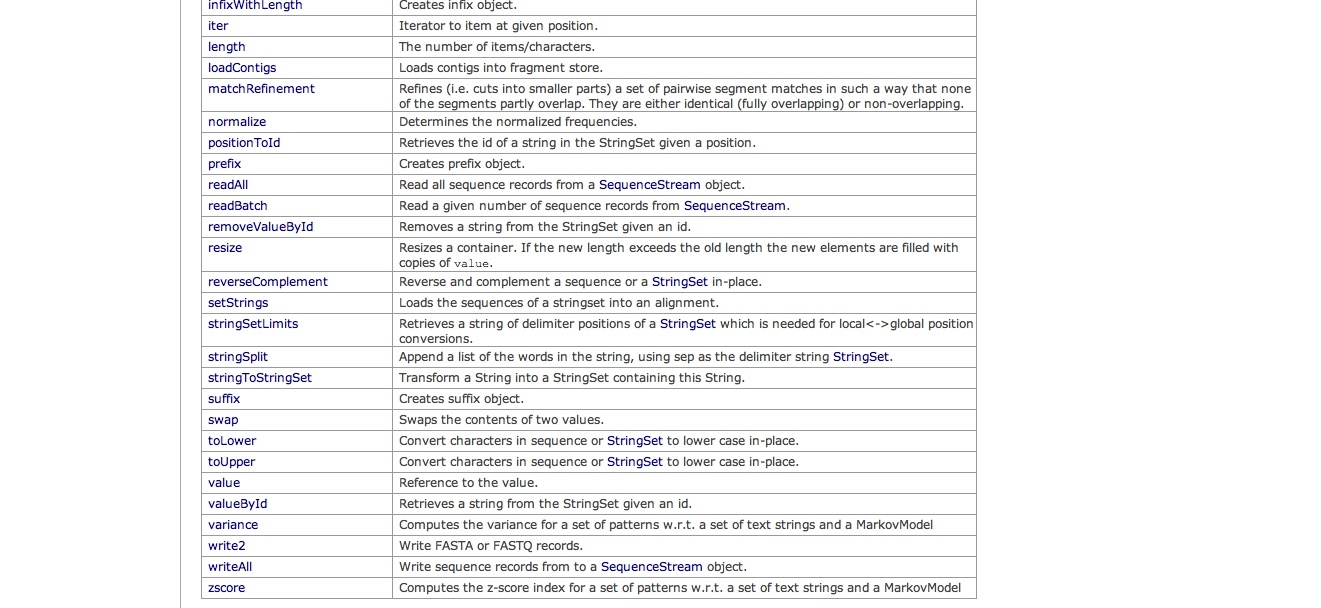 infixWithLength Creates infix object.
iter Iterator to item at given position.
length The number of items/characters.
loadContigs Loads contigs into fragment store.
matchRefinement Refines (i.e. cuts into smaller parts) a set of pairwise segment matches in such a way that none
of the segments partly overlap. They are either identical (fully overlapping) or non-overlapping.
normalize Determines the normalized frequencies.
positionToId Retrieves the id of a string in the StringSet given a position.
prefix Creates prefix object.
readAll Read all sequence records from a SequenceStream object.
readBatch Read a given number of sequence records from SequenceStream.
removeValueById Removes a string from the StringSet given an id.
resize Resizes a container. If the new length exceeds the old length the new elements are filled with
copies of value.
reverseComplement Reverse and complement a sequence or a StringSet in-place.
setStrings Loads the sequences of a stringset into an alignment.
stringSetLimits Retrieves a string of delimiter positions of a StringSet which is needed for local<->global position
conversions.
stringSplit Append a list of the words in the string, using sep as the delimiter string StringSet.
stringToStringSet Transform a String into a StringSet containing this String.
suffix Creates suffix object.
swap Swaps the contents of two values.
toLower Convert characters in sequence or StringSet to lower case in-place.
toUpper Convert characters in sequence or StringSet to lower case in-place.
value Reference to the value.
valueById Retrieves a string from the StringSet given an id.
variance Computes the variance for a set of patterns w.r.t. a set of text strings and a MarkovModel
write2 Write FASTA or FASTQ records.
writeAll Write sequence records from to a SequenceStream object.
zscore Computes the z-score index for a set of patterns w.r.t. a set of text strings and a MarkovModel